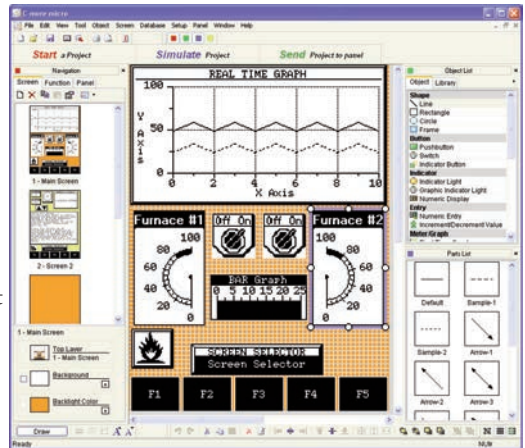 C-more micro
File Edit View Tool Object Screen Database Setup Panel Window Help
Start a Project Simulate Project Send Project to panel
Navigation
Screen Function Panel
1 - Main Screen
2 - Screen 2
1 - Main Screen
Top Layer
1 - Main Screen
Background
Backlight Color
Draw
Ready
REAL TIME GRAPH
100
50
0
Y Axis
0 2 4 6 8 10
X Axis
Furnace #1
100
80
60
40
20
0
Off On
Off On
Furnace #2
100
80
60
40
20
0
BAR Graph
0 5 10 15 20 25
SCREEN SELECTOR
Screen Selector
F1 F2 F3 F4 F5
Object List
Object Library
Shape
Line
Rectangle
Circle
Frame
Button
Pushbutton
Switch
Indicator Button
Indicator
Indicator Light
Graphic Indicator Light
Numeric Display
Entry
Numeric Entry
Increment/Decrement Value
Meter/Graph
Parts List
Default Sample-1
Sample-2 Arrow-1
Arrow-2 Arrow-3
NUM